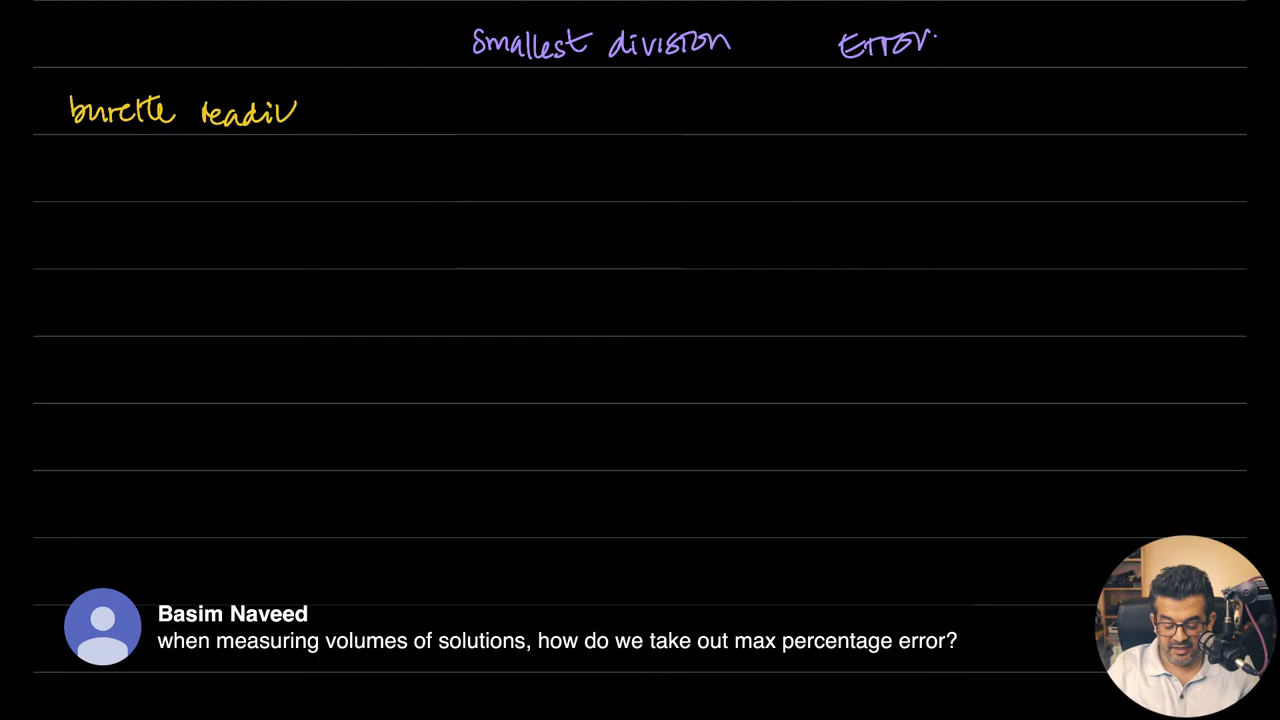 smallest division Error.
burette readin
Basim Naveed
when measuring volumes of solutions, how do we take out max percentage error?